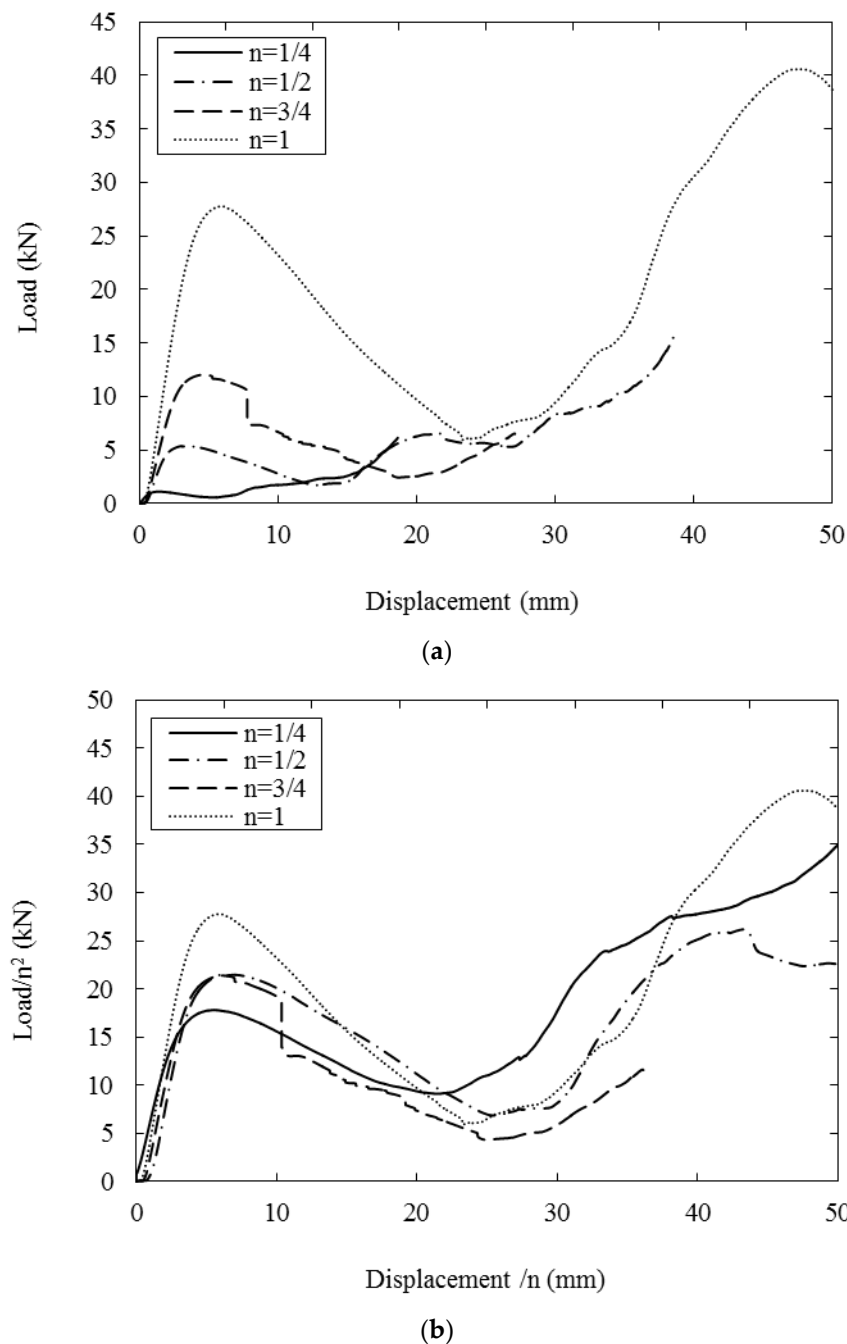 45
40
35
30
25
20
15
10
5
0
Load (kN)
n=1/4
n=1/2
n=3/4
n=1
0 10 20 30 40 50
Displacement (mm)
(a)
50
45
40
35
30
25
20
15
10
5
0
Load/n² (kN)
n=1/4
n=1/2
n=3/4
n=1
0 10 20 30 40 50
Displacement /n (mm)
(b)